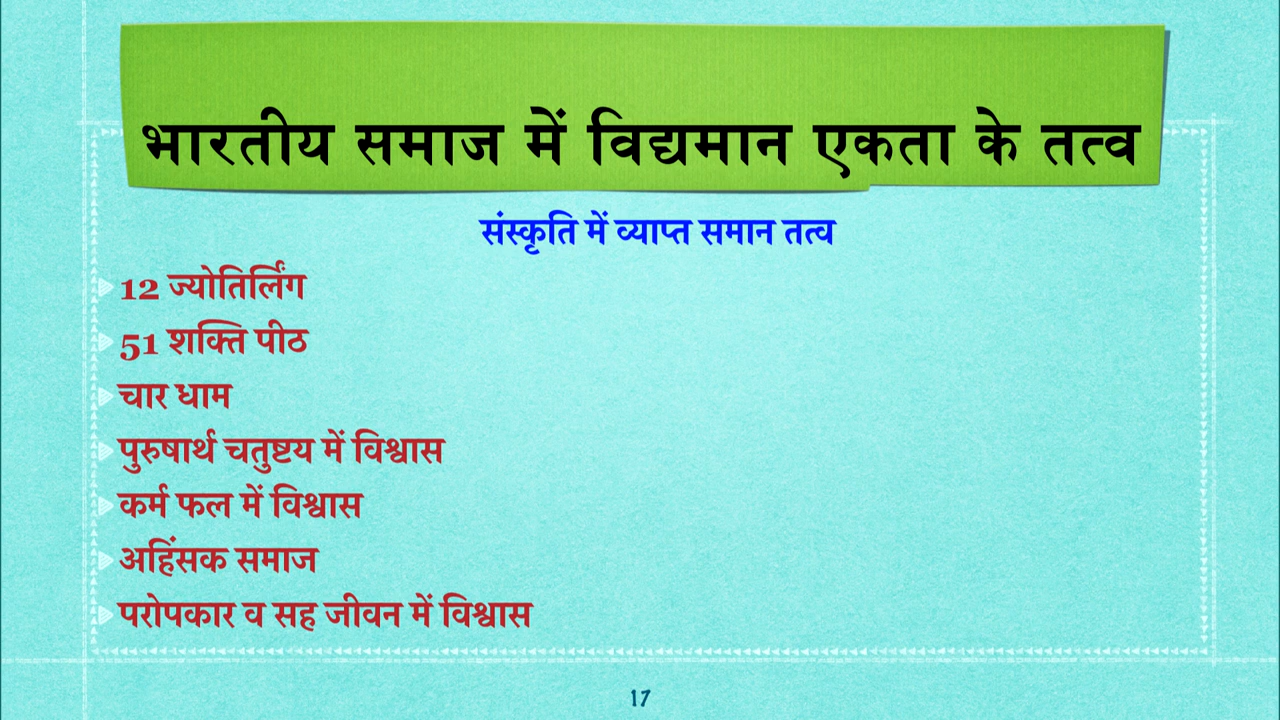 भारतीय समाज में विद्यमान एकता के तत्व
संस्कृति में व्याप्त समान तत्व
12 ज्योतिर्लिंग
51 शक्ति पीठ
चार धाम
पुरुषार्थ चतुष्टय में विश्वास
कर्म फल में विश्वास
अहिंसक समाज
परोपकार व सह जीवन में विश्वास
17